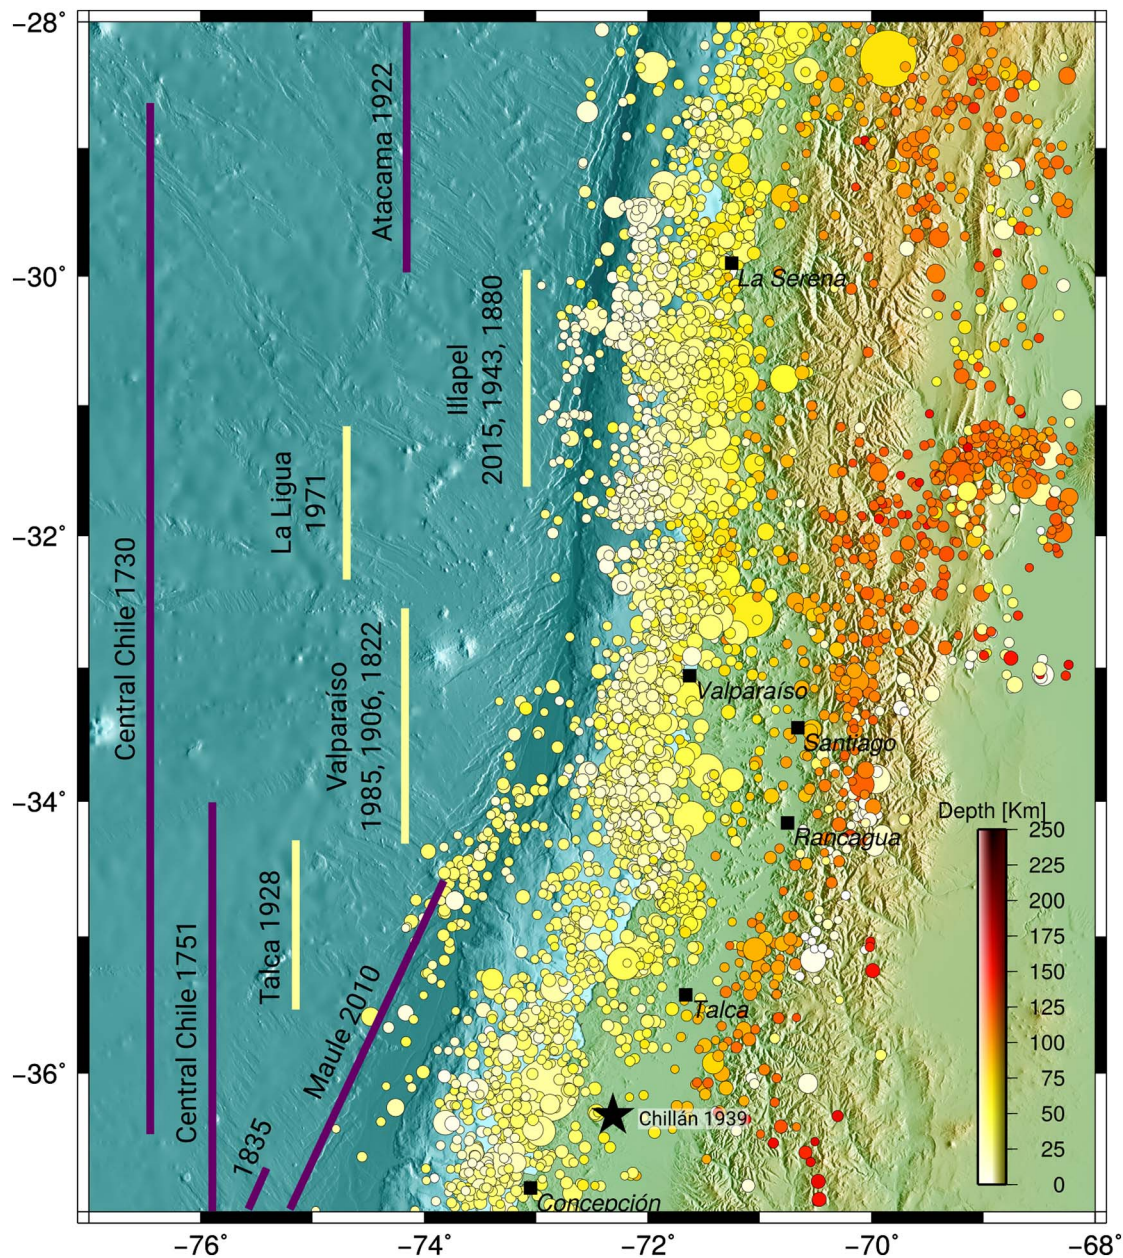 −28˚
−30˚
−32˚
−34˚
−36˚
−76˚
−74˚
−72˚
−70˚
−68˚
Atacama 1922
Central Chile 1730
Illapel
2015, 1943, 1880
La Ligua
1971
Valparaíso
1985, 1906, 1822
Talca 1928
Central Chile 1751
Maule 2010
1835
La Serena
Valparaíso
Santiago
Rancagua
Talca
Chillán 1939
Concepción
Depth [Km]
250
225
200
175
150
125
100
75
50
25
0